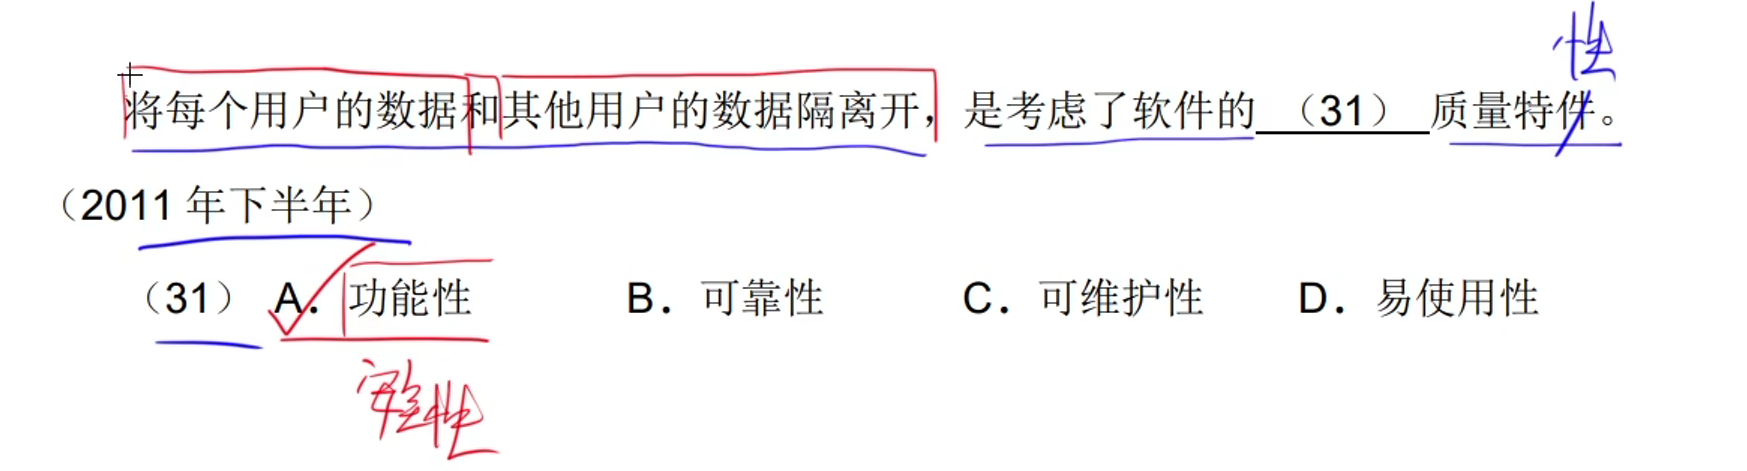 性
将每个用户的数据和其他用户的数据隔离开，是考虑了软件的 （31） 质量特件。
（2011 年下半年）
（31） A．功能性 B．可靠性 C．可维护性 D．易使用性
安全性